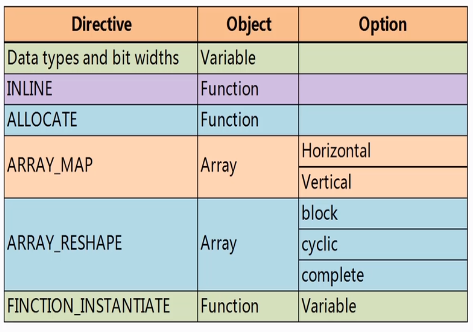 Directive Object Option
Data types and bit widths Variable
INLINE Function
ALLOCATE Function
ARRAY_MAP Array Horizontal
Vertical
ARRAY_RESHAPE Array block
cyclic
complete
FINCTION_INSTANTIATE Function Variable